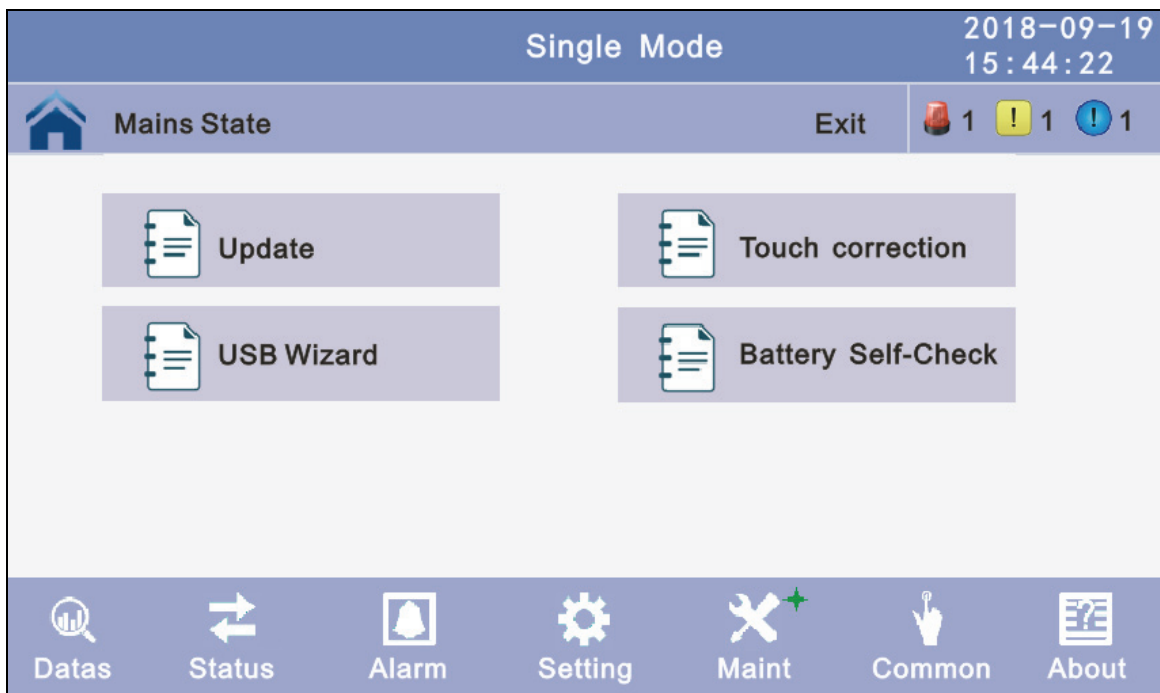 Single Mode
2018-09-19
15:44:22
Mains State
Exit
1
! 1
! 1
Update
Touch correction
USB Wizard
Battery Self-Check
Datas
Status
Alarm
Setting
Maint
Common
?
About